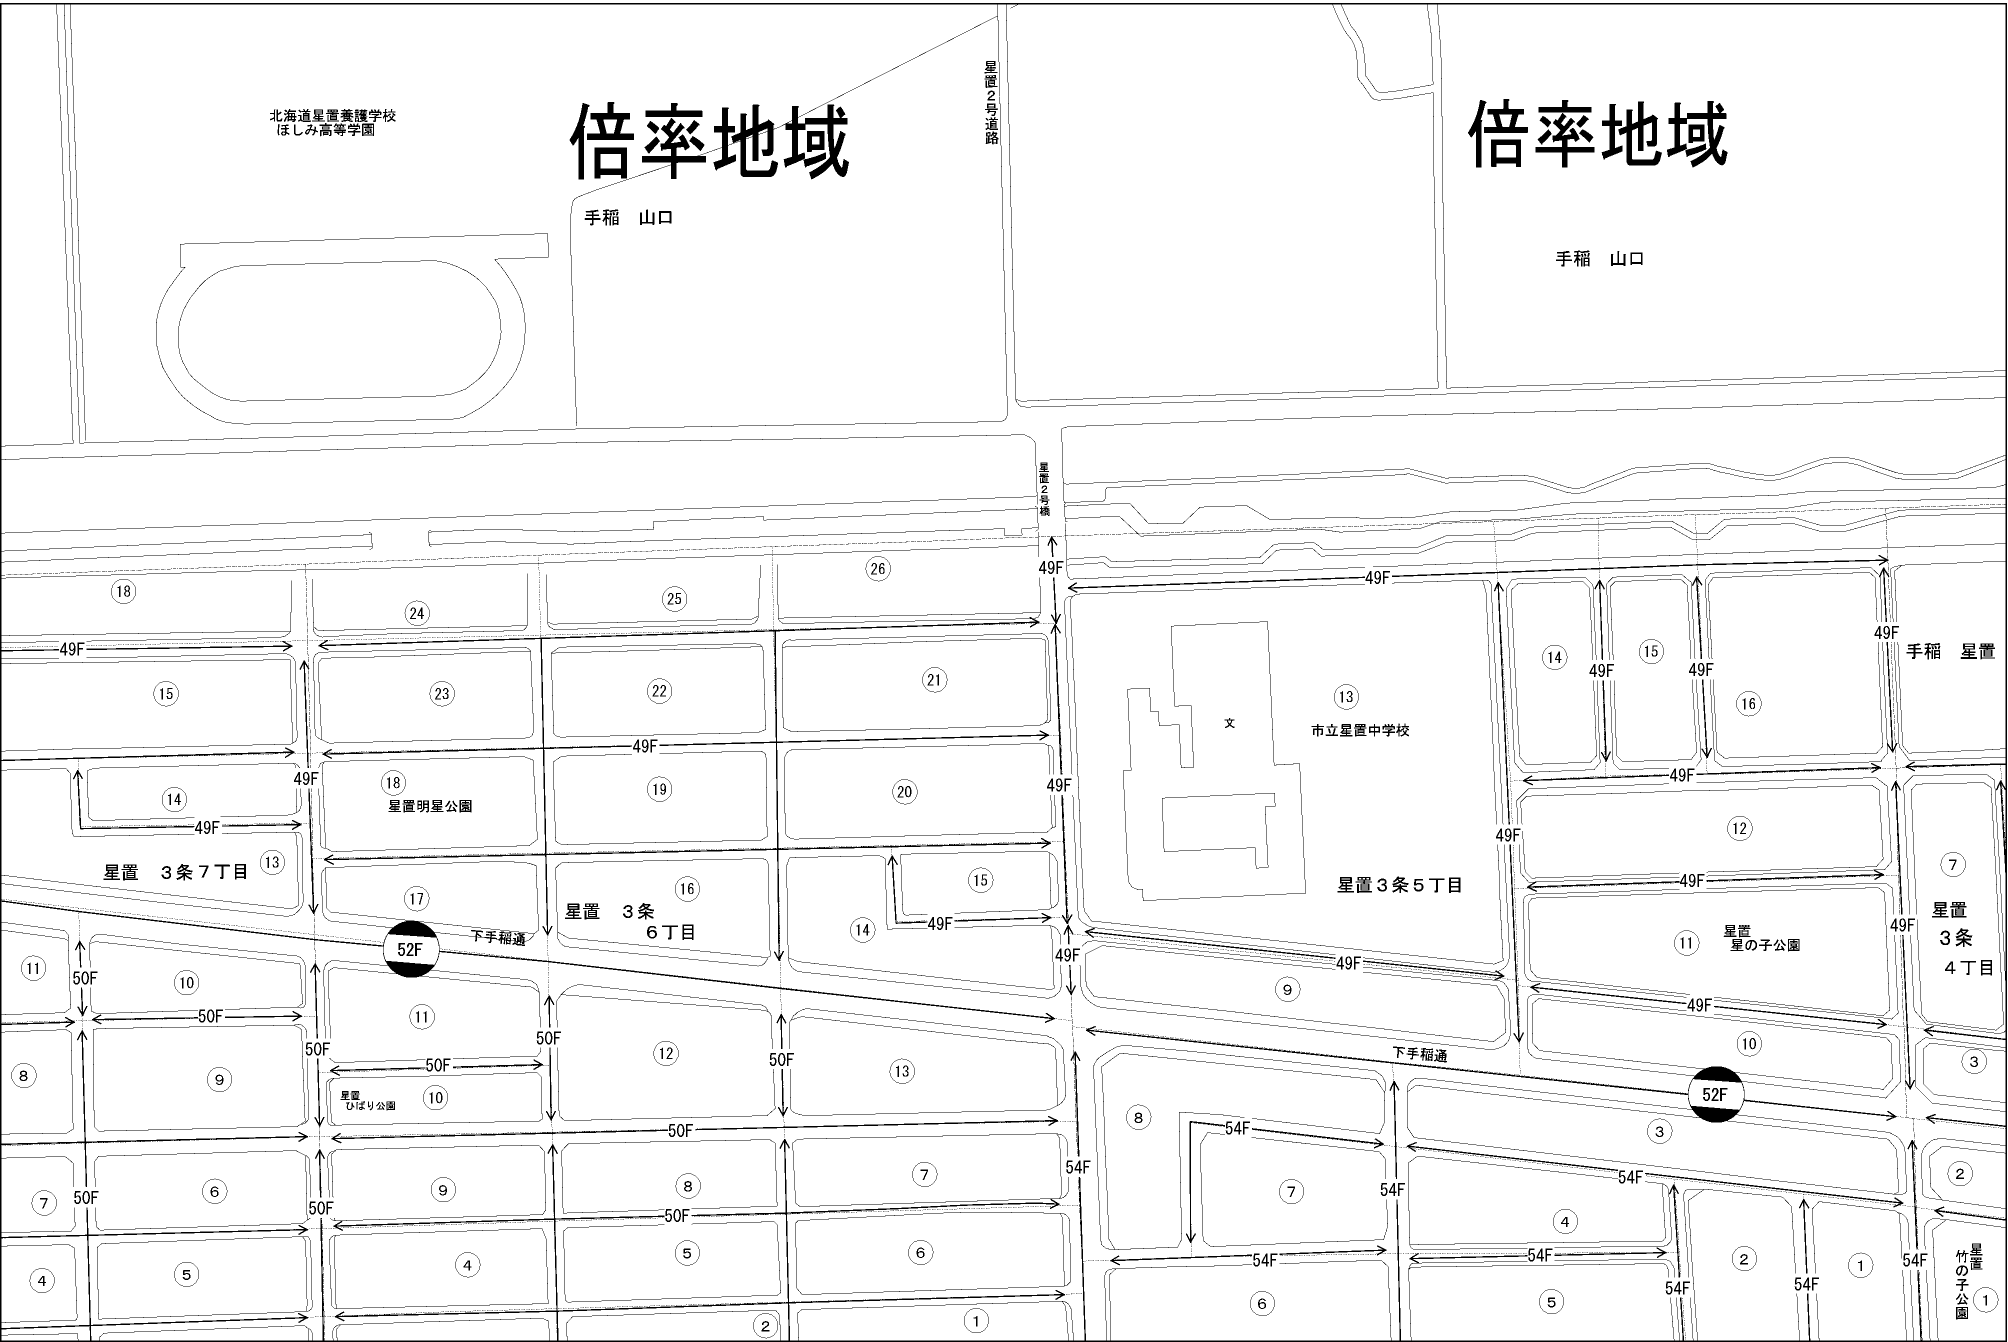 北海道星置養護学校
ほしみ高等学園
倍率地域
手稲　山口
星置２号道路
倍率地域
手稲　山口
星置２号橋
18
24
25
26
49F
49F
49F
15
23
22
21
13
市立星置中学校
文
14
15
16
49F
49F
49F
手稲　星置
49F
49F
49F
49F
14
18
星置明星公園
19
20
49F
49F
12
49F
星置　３条７丁目
13
17
16
星置　３条
６丁目
15
14
49F
星置３条５丁目
49F
7
星置
３条
４丁目
49F
52F
下手稲通
49F
49F
11
星置
星の子公園
11
50F
10
50F
11
9
49F
10
3
50F
50F
12
50F
13
下手稲通
52F
8
9
50F
星置
ひばり公園
10
8
54F
3
50F
7
50F
6
50F
9
8
7
54F
7
54F
54F
2
50F
4
5
4
5
6
54F
54F
4
54F
2
54F
1
54F
星置
竹の子公園
1
2
1
6
5